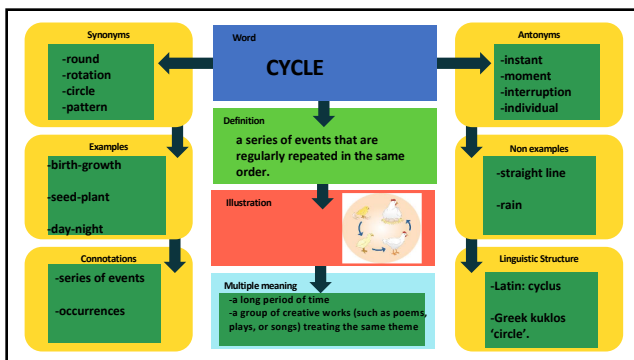 Synonyms
-round
-rotation
-circle
-pattern
Word
CYCLE
Antonyms
-instant
-moment
-interruption
-individual
Examples
-birth-growth
-seed-plant
-day-night
Definition
a series of events that are
regularly repeated in the same
order.
Non examples
-straight line
-rain
Illustration
Connotations
-series of events
-occurrences
Multiple meaning
-a long period of time
-a group of creative works (such as poems,
plays, or songs) treating the same theme
Linguistic Structure
-Latin: cyclus
-Greek kuklos
‘circle’.